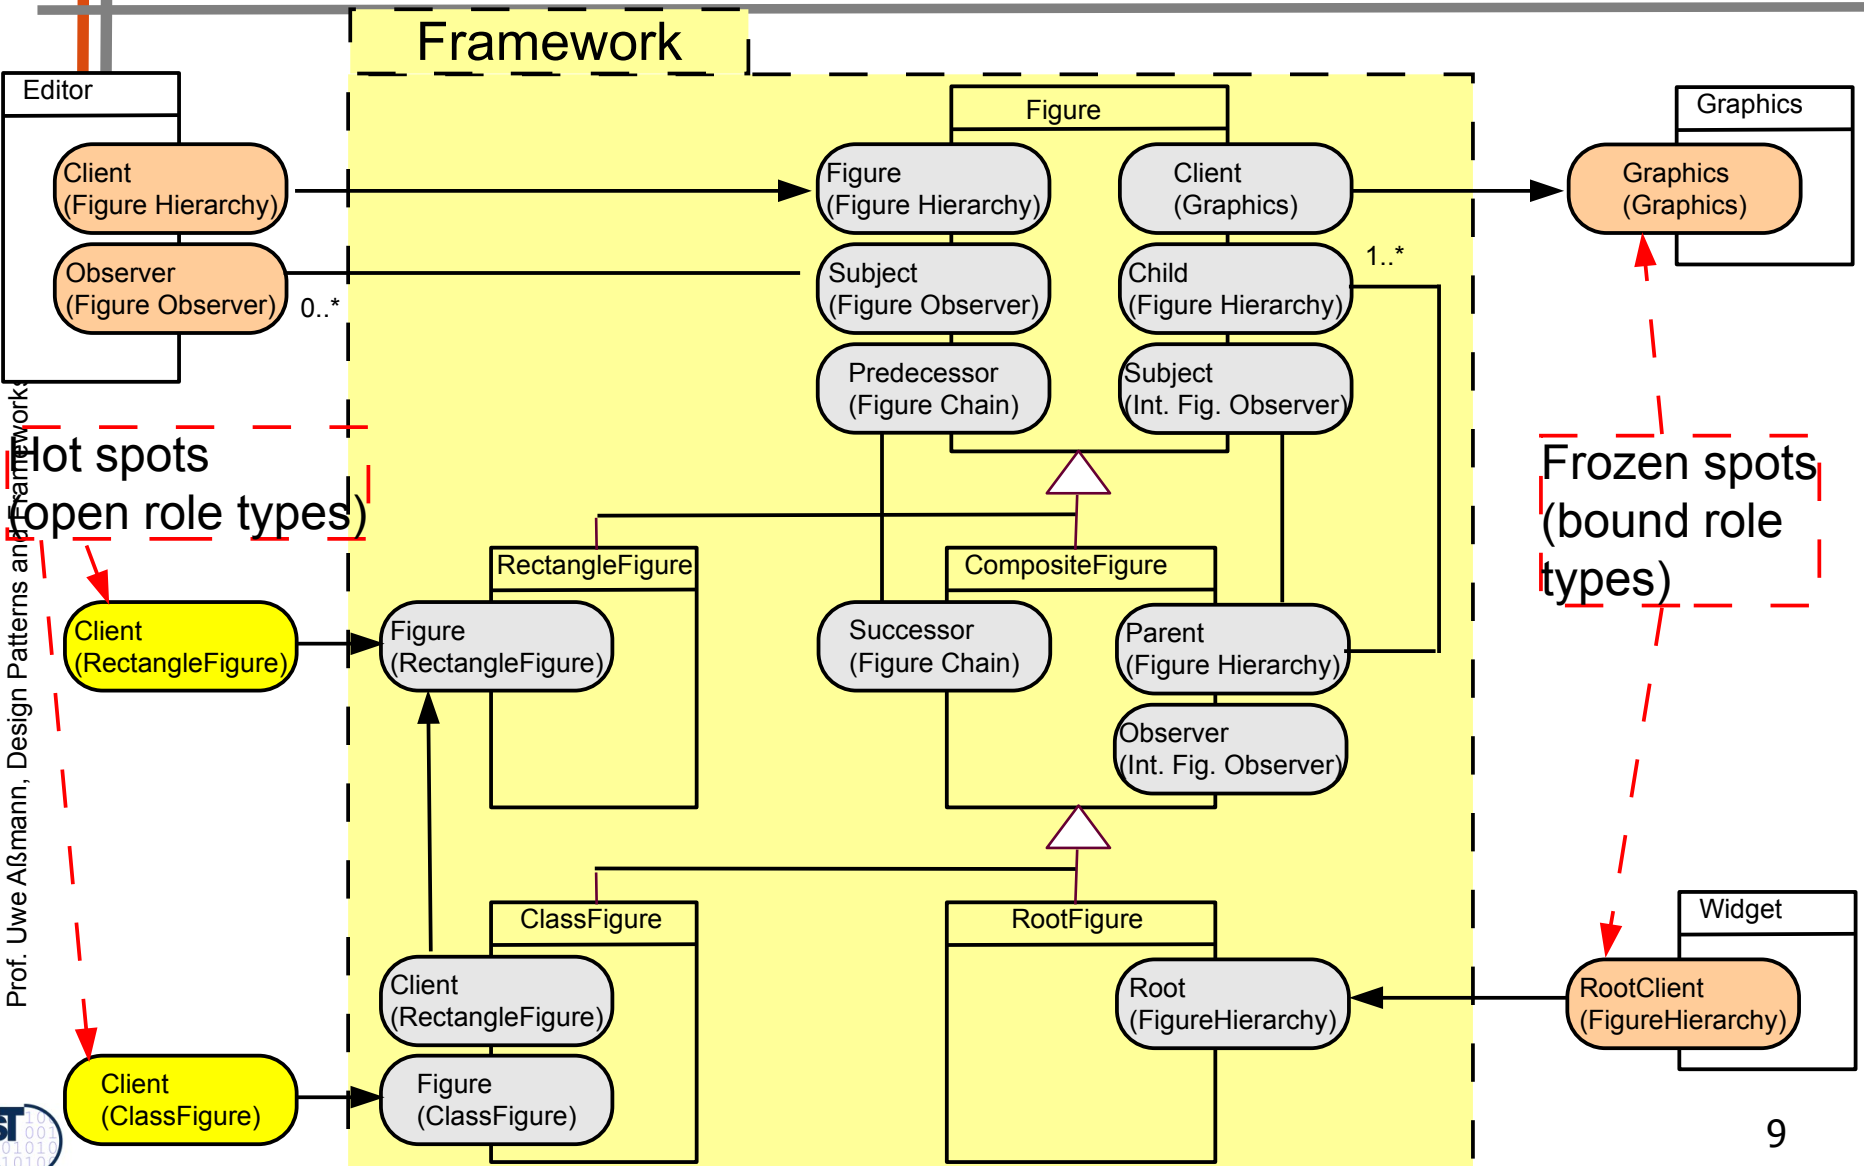 Framework
Editor
Client
(Figure Hierarchy)
Observer
(Figure Observer)
0..*
Figure
Figure
(Figure Hierarchy)
Client
(Graphics)
Subject
(Figure Observer)
Child
(Figure Hierarchy)
1..*
Predecessor
(Figure Chain)
Subject
(Int. Fig. Observer)
Graphics
Graphics
(Graphics)
Hot spots
(open role types)
Frozen spots
(bound role
types)
RectangleFigure
CompositeFigure
Client
(RectangleFigure)
Figure
(RectangleFigure)
Successor
(Figure Chain)
Parent
(Figure Hierarchy)
Observer
(Int. Fig. Observer)
ClassFigure
RootFigure
Widget
Client
(RectangleFigure)
Root
(FigureHierarchy)
RootClient
(FigureHierarchy)
Client
(ClassFigure)
Figure
(ClassFigure)
Prof. Uwe Aßmann, Design Patterns and Frameworks
9